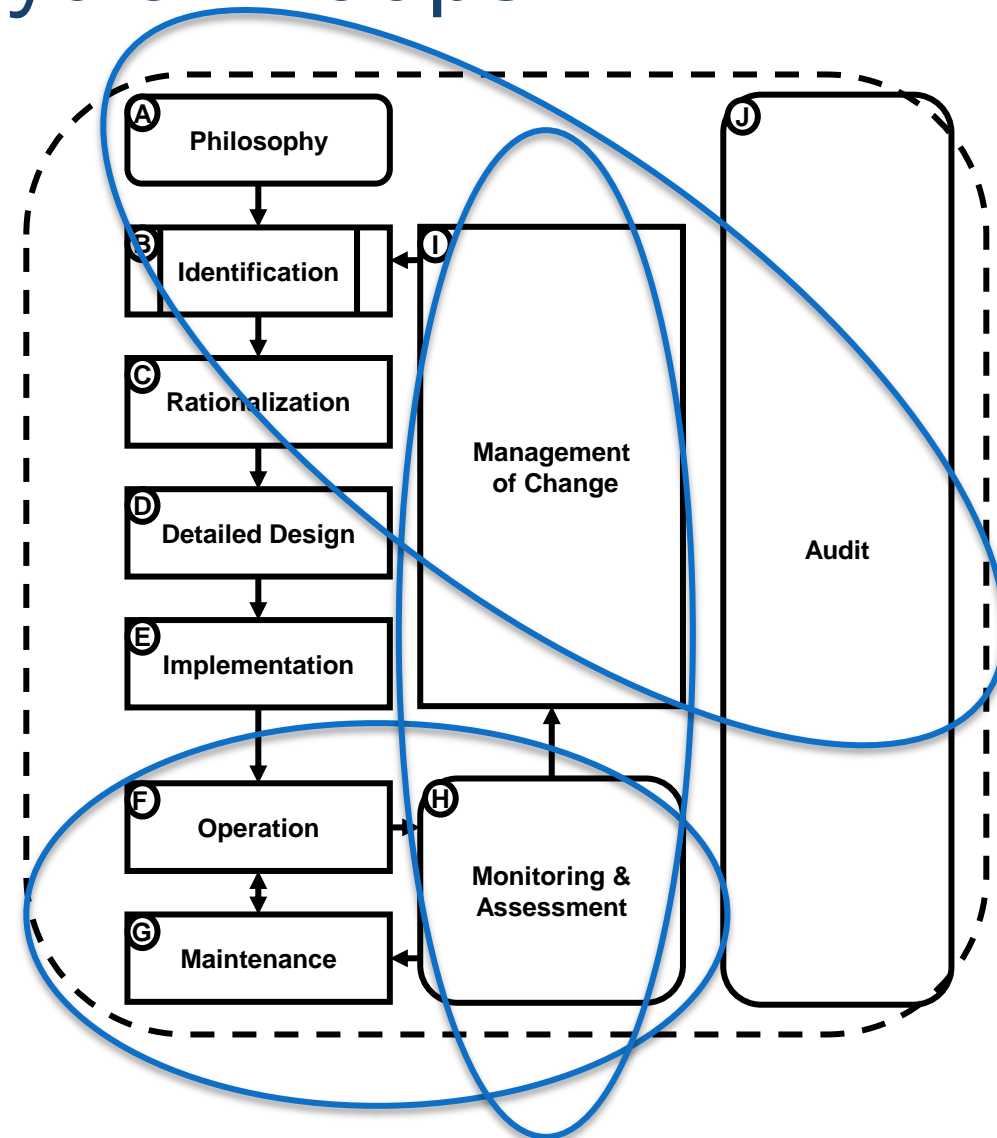 A
Philosophy
B
Identification
C
Rationalization
D
Detailed Design
E
Implementation
F
Operation
G
Maintenance
I
Management
of Change
H
Monitoring &
Assessment
J
Audit